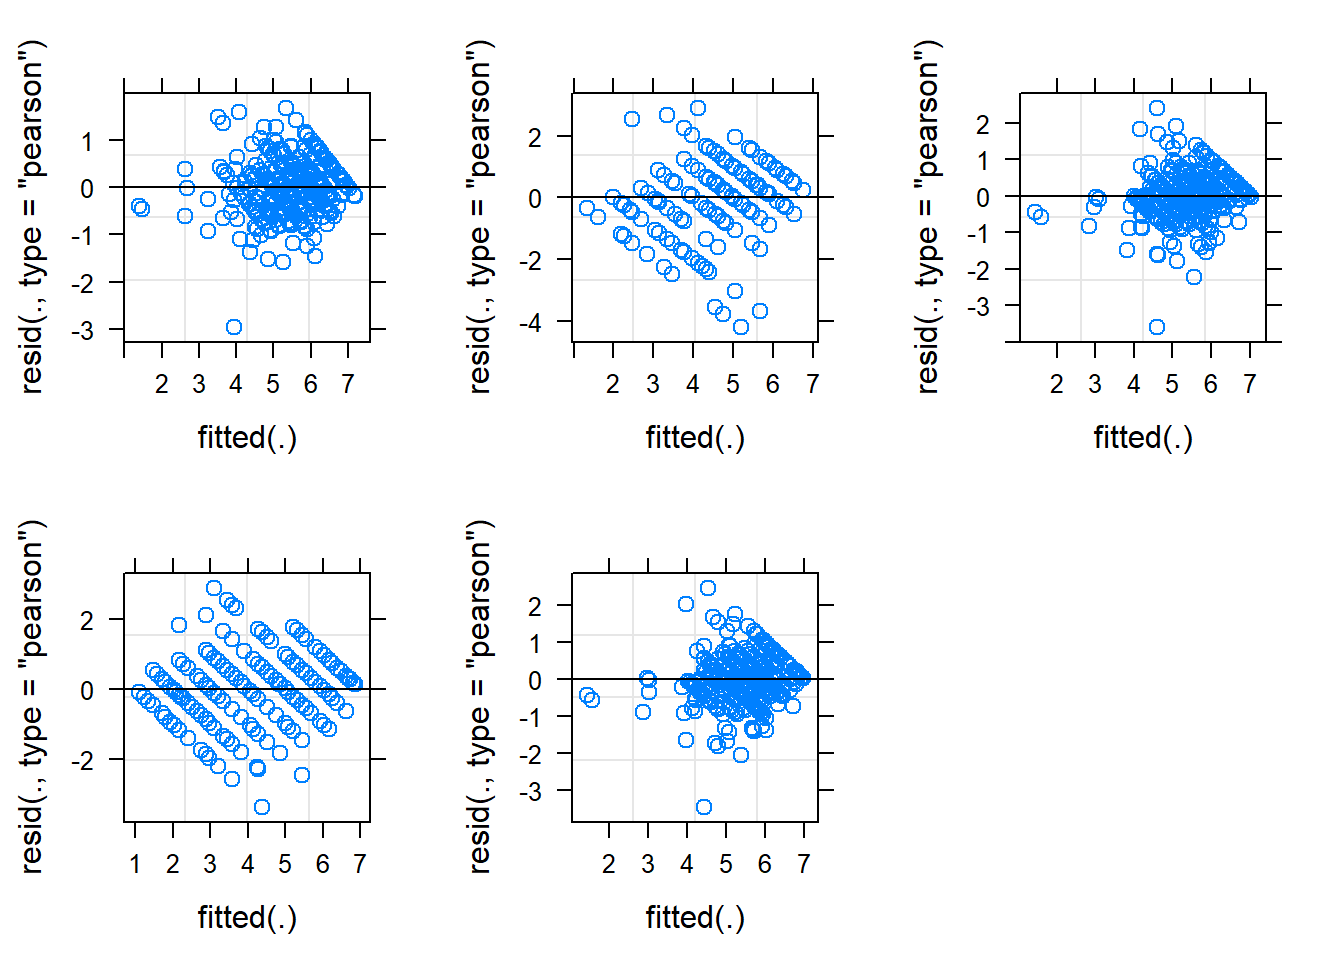 resid(., type = "pearson")
1
0
-1
-2
-3
2 3 4 5 6 7
fitted(.)
resid(., type = "pearson")
2
0
-2
-4
2 3 4 5 6 7
fitted(.)
resid(., type = "pearson")
2
1
0
-1
-2
-3
2 3 4 5 6 7
fitted(.)
resid(., type = "pearson")
2
0
-2
1 2 3 4 5 6 7
fitted(.)
resid(., type = "pearson")
2
1
0
-1
-2
-3
2 3 4 5 6 7
fitted(.)